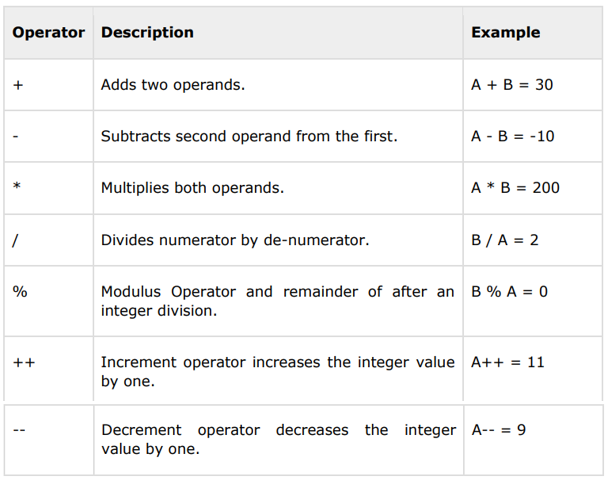 Operator Description Example
+ Adds two operands. A + B = 30
- Subtracts second operand from the first. A - B = -10
* Multiplies both operands. A * B = 200
/ Divides numerator by de-numerator. B / A = 2
% Modulus Operator and remainder of after an B % A = 0
integer division.
++ Increment operator increases the integer value A++ = 11
by one.
-- Decrement operator decreases the integer A-- = 9
value by one.